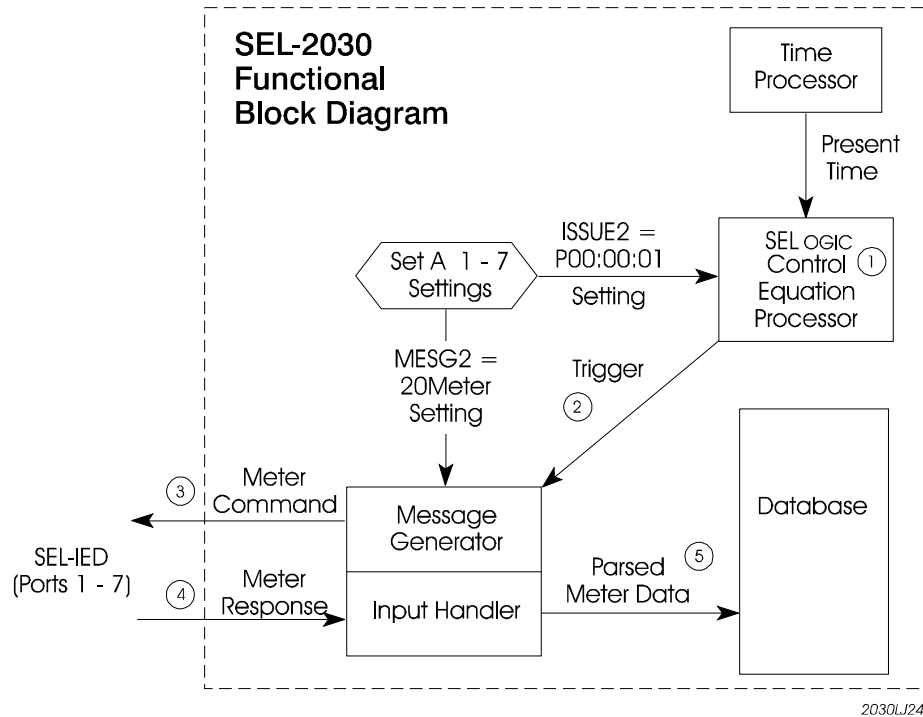 SEL-2030
Functional
Block Diagram
Time
Processor
Present
Time
ISSUE2 =
P00:00:01
Setting
Set A 1 - 7
Settings
SELOGIC
Control
Equation
Processor
1
MESG2 =
20Meter
Setting
Trigger
2
3
Meter
Command
Message
Generator
Database
SEL-IED
(Ports 1 - 7)
4
Meter
Response
Input Handler
Parsed
Meter Data
5
2030LJ24